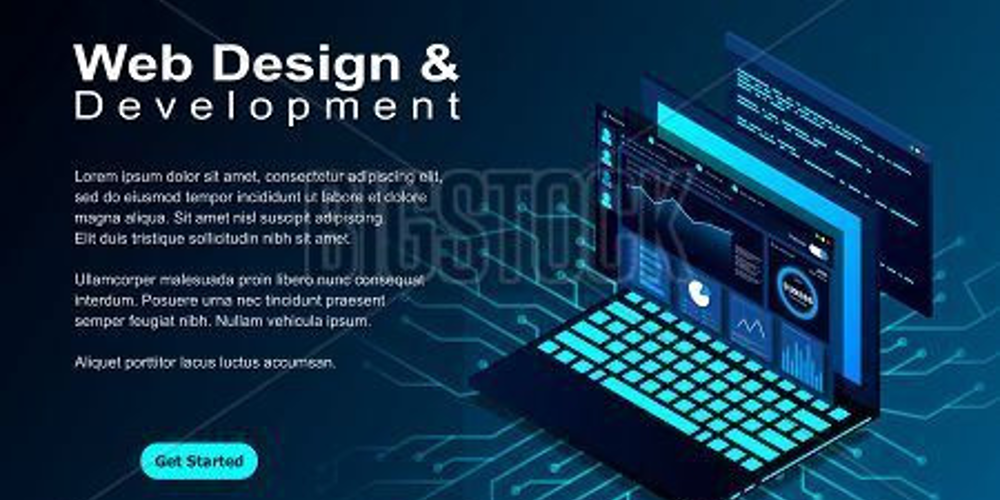 Web Design &
Development
Lorem ipsum dolor sit amet, consectetur adipiscing elit,
sed do eiusmod tempor incididunt ut labore et dolore
magna aliqua. Sit amet nisl suscipit adipiscing.
Elit duis tristique sollicitudin nibh sit amet.
Ullamcorper malesuada proin libero nunc consequat
interdum. Posuere urna nec tincidunt praesent
semper feugiat nibh. Nullam vehicula ipsum.
Aliquet porttitor lacus luctus accumsan.
Get Started
BIGSTOCK